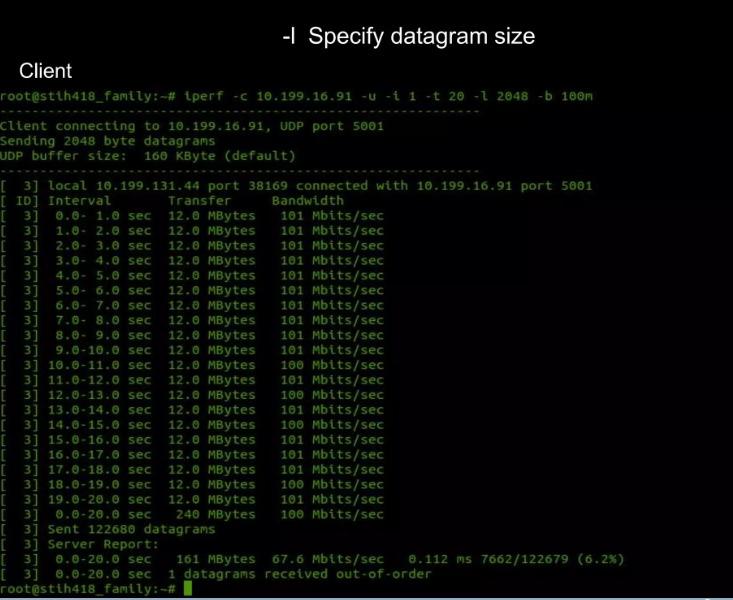 -l  Specify datagram size
Client
root@stih418_family:~# iperf -c 10.199.16.91 -u -i 1 -t 20 -l 2048 -b 100m
------------------------------------------------------------
Client connecting to 10.199.16.91, UDP port 5001
Sending 2048 byte datagrams
UDP buffer size:  160 KByte (default)
------------------------------------------------------------
[  3] local 10.199.131.44 port 38169 connected with 10.199.16.91 port 5001
[ ID] Interval       Transfer     Bandwidth
[  3]  0.0- 1.0 sec  12.0 MBytes   101 Mbits/sec
[  3]  1.0- 2.0 sec  12.0 MBytes   101 Mbits/sec
[  3]  2.0- 3.0 sec  12.0 MBytes   101 Mbits/sec
[  3]  3.0- 4.0 sec  12.0 MBytes   101 Mbits/sec
[  3]  4.0- 5.0 sec  12.0 MBytes   101 Mbits/sec
[  3]  5.0- 6.0 sec  12.0 MBytes   101 Mbits/sec
[  3]  6.0- 7.0 sec  12.0 MBytes   101 Mbits/sec
[  3]  7.0- 8.0 sec  12.0 MBytes   101 Mbits/sec
[  3]  8.0- 9.0 sec  12.0 MBytes   101 Mbits/sec
[  3]  9.0-10.0 sec  12.0 MBytes   101 Mbits/sec
[  3] 10.0-11.0 sec  12.0 MBytes   100 Mbits/sec
[  3] 11.0-12.0 sec  12.0 MBytes   101 Mbits/sec
[  3] 12.0-13.0 sec  12.0 MBytes   100 Mbits/sec
[  3] 13.0-14.0 sec  12.0 MBytes   101 Mbits/sec
[  3] 14.0-15.0 sec  12.0 MBytes   100 Mbits/sec
[  3] 15.0-16.0 sec  12.0 MBytes   101 Mbits/sec
[  3] 16.0-17.0 sec  12.0 MBytes   101 Mbits/sec
[  3] 17.0-18.0 sec  12.0 MBytes   101 Mbits/sec
[  3] 18.0-19.0 sec  12.0 MBytes   100 Mbits/sec
[  3] 19.0-20.0 sec  12.0 MBytes   101 Mbits/sec
[  3]  0.0-20.0 sec   240 MBytes   100 Mbits/sec
[  3] Sent 122680 datagrams
[  3] Server Report:
[  3]  0.0-20.0 sec   161 MBytes  67.6 Mbits/sec   0.112 ms 7662/122679 (6.2%)
[  3]  0.0-20.0 sec  1 datagrams received out-of-order
root@stih418_family:~#